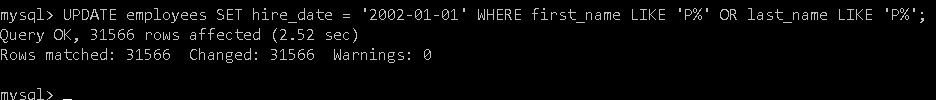 mysql> UPDATE employees SET hire_date = '2002-01-01' WHERE first_name LIKE 'P%' OR last_name LIKE 'P%';
Query OK, 31566 rows affected (2.52 sec)
Rows matched: 31566  Changed: 31566  Warnings: 0
mysql> _